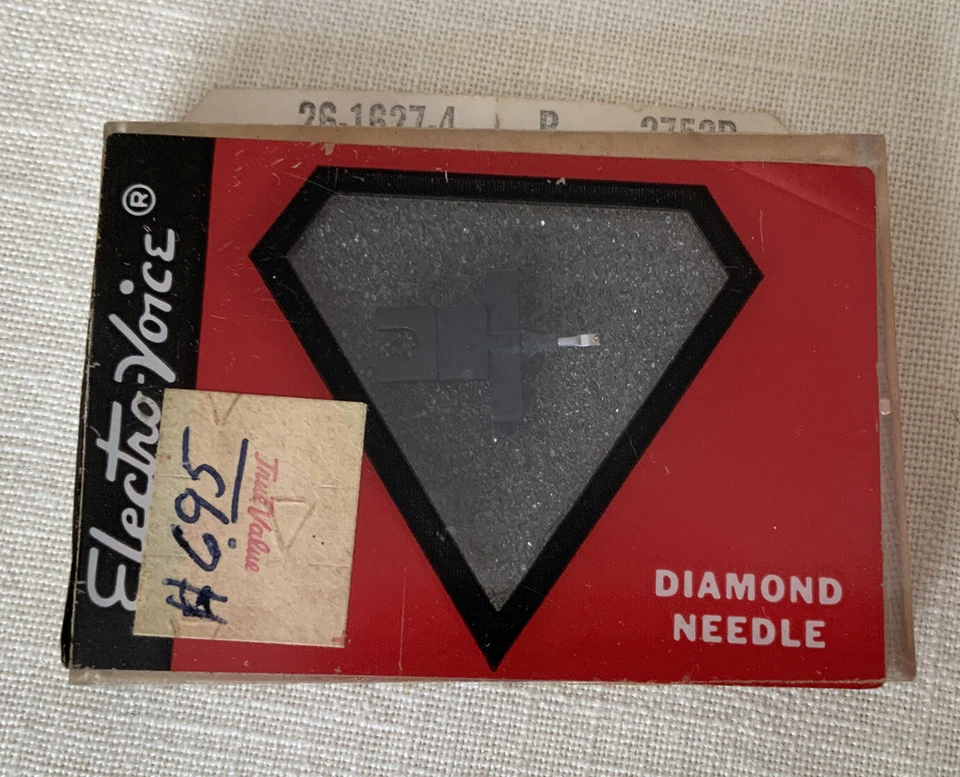 26-1627-4 B 2753D
Electro-Voice®
True Value
#6.95
DIAMOND
NEEDLE